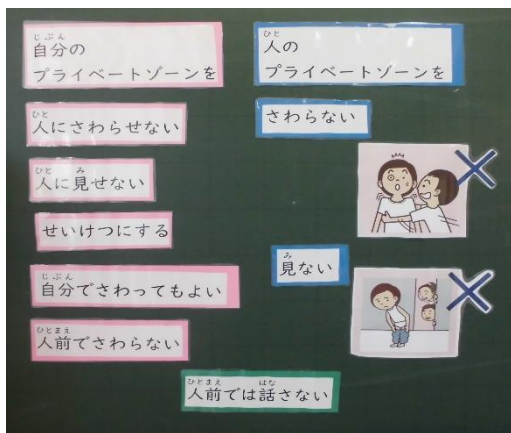 自分の
プライベートゾーンを
人にさわらせない
人に見せない
せいけつにする
自分でさわってもよい
人前でさわらない
人の
プライベートゾーンを
さわらない
見ない
人前では話さない